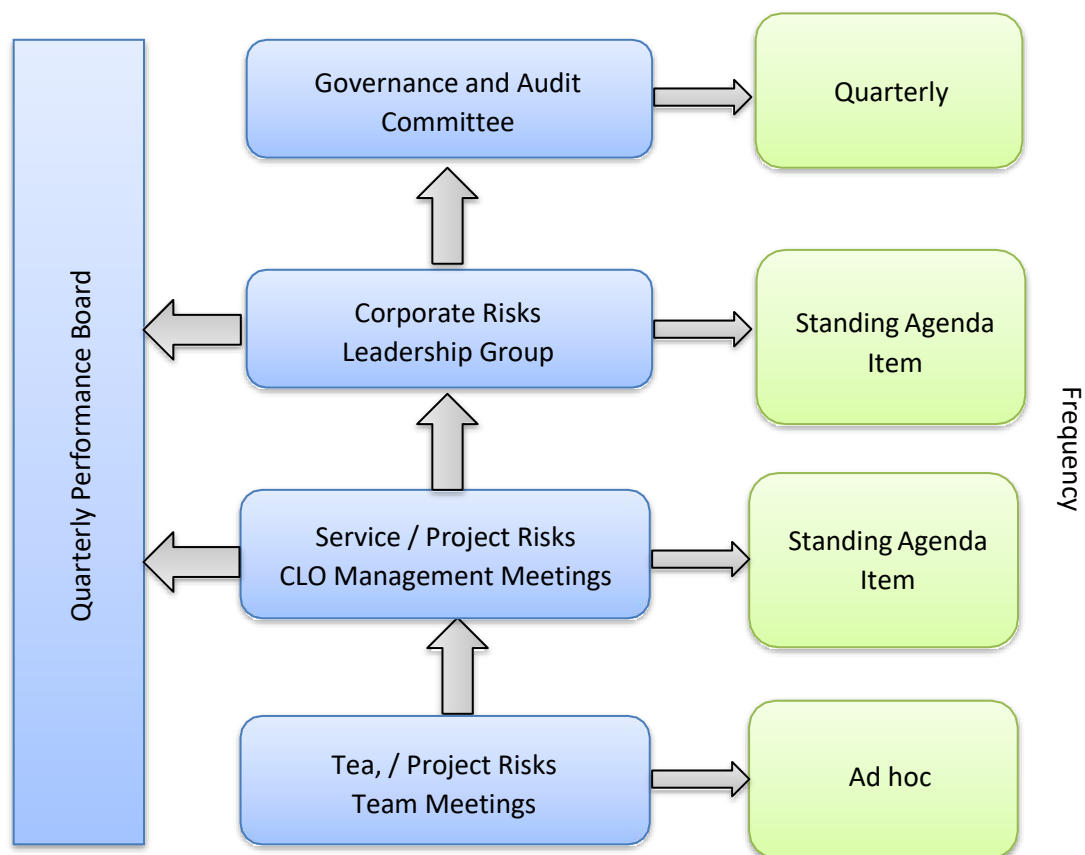 Quarterly Performance Board
Governance and Audit
Committee
Quarterly
Corporate Risks
Leadership Group
Standing Agenda
Item
Service / Project Risks
CLO Management Meetings
Standing Agenda
Item
Tea, / Project Risks
Team Meetings
Ad hoc
Frequency